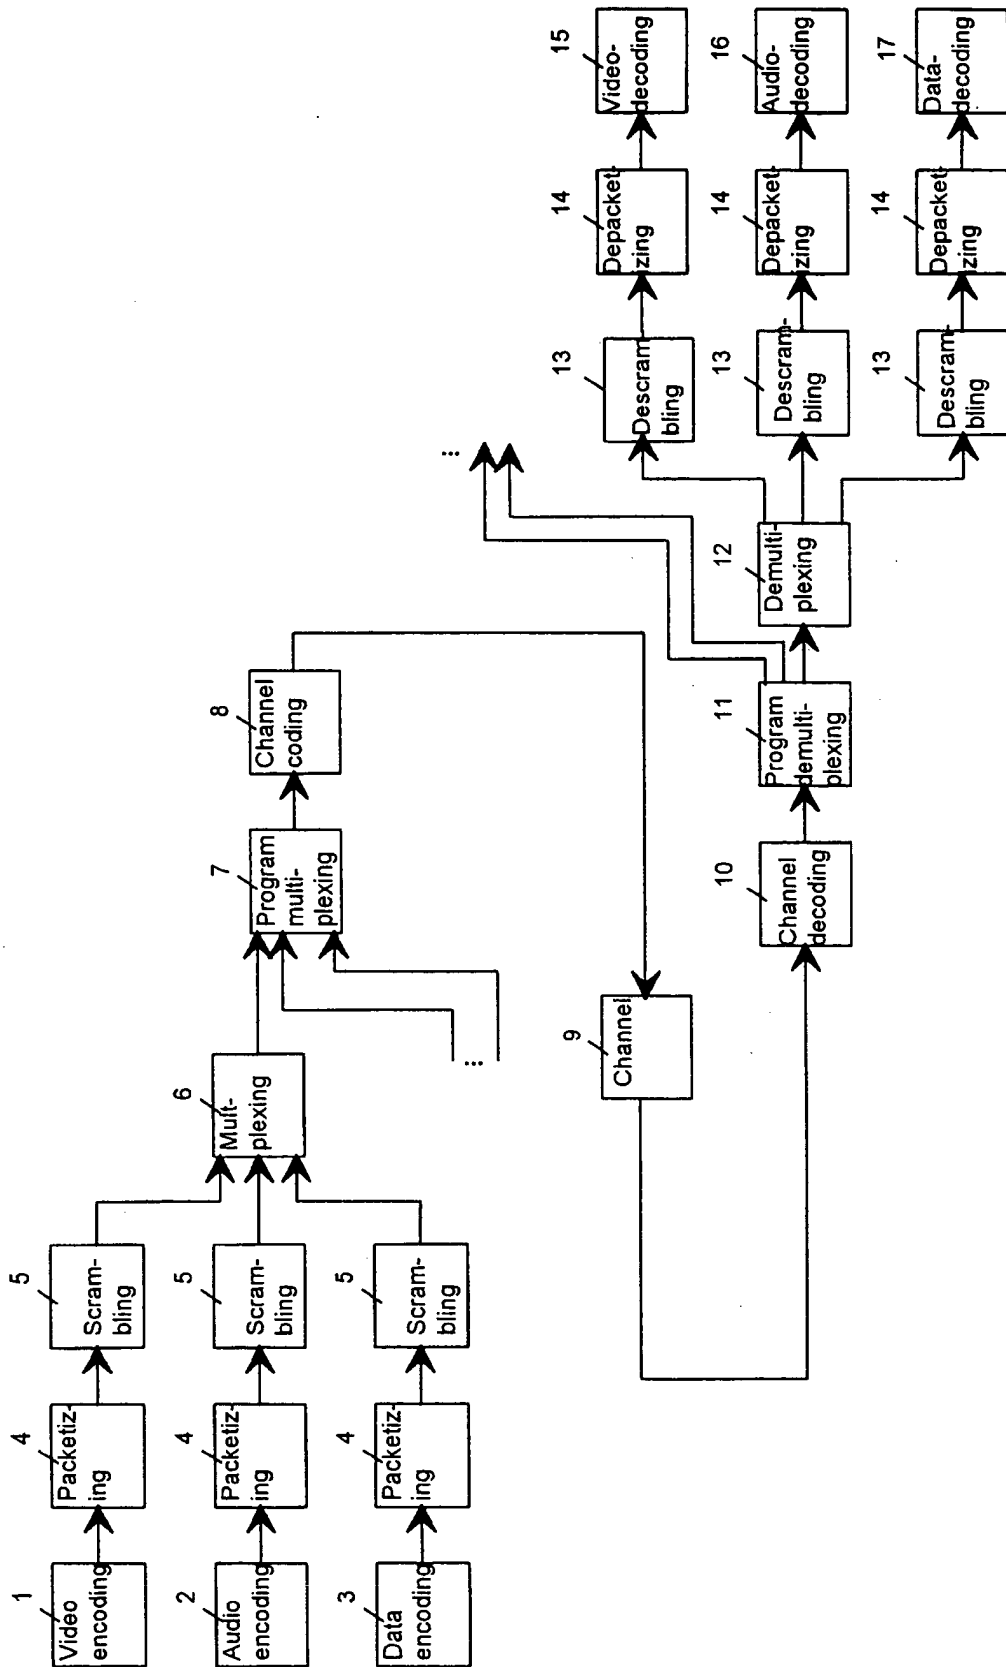 1
Video
encoding
4
Packetiz-
ing
5
Scram-
bling
2
Audio
encoding
4
Packetiz-
ing
5
Scram-
bling
3
Data
encoding
4
Packetiz-
ing
5
Scram-
bling
6
Mult-
plexing
...
7
Program
multi-
plexing
8
Channel
coding
9
Channel
10
Channel
decoding
11
Program
demulti-
plexing
...
12
Demulti-
plexing
13
Descram
bling
14
Depacket-
izing
15
Video-
decoding
13
Descram-
bling
14
Depacket-
izing
16
Audio-
decoding
13
Descram-
bling
14
Depacket-
izing
17
Data-
decoding